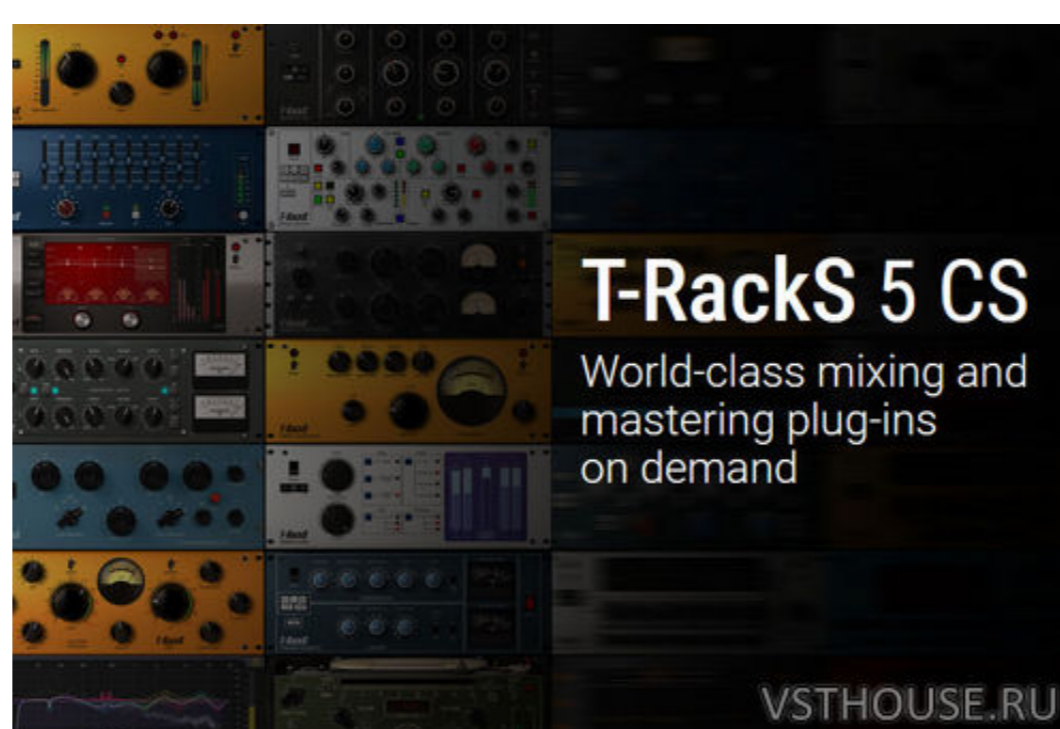 T-RackS 5 CS
World-class mixing and
mastering plug-ins
on demand
VSTHOUSE.RU